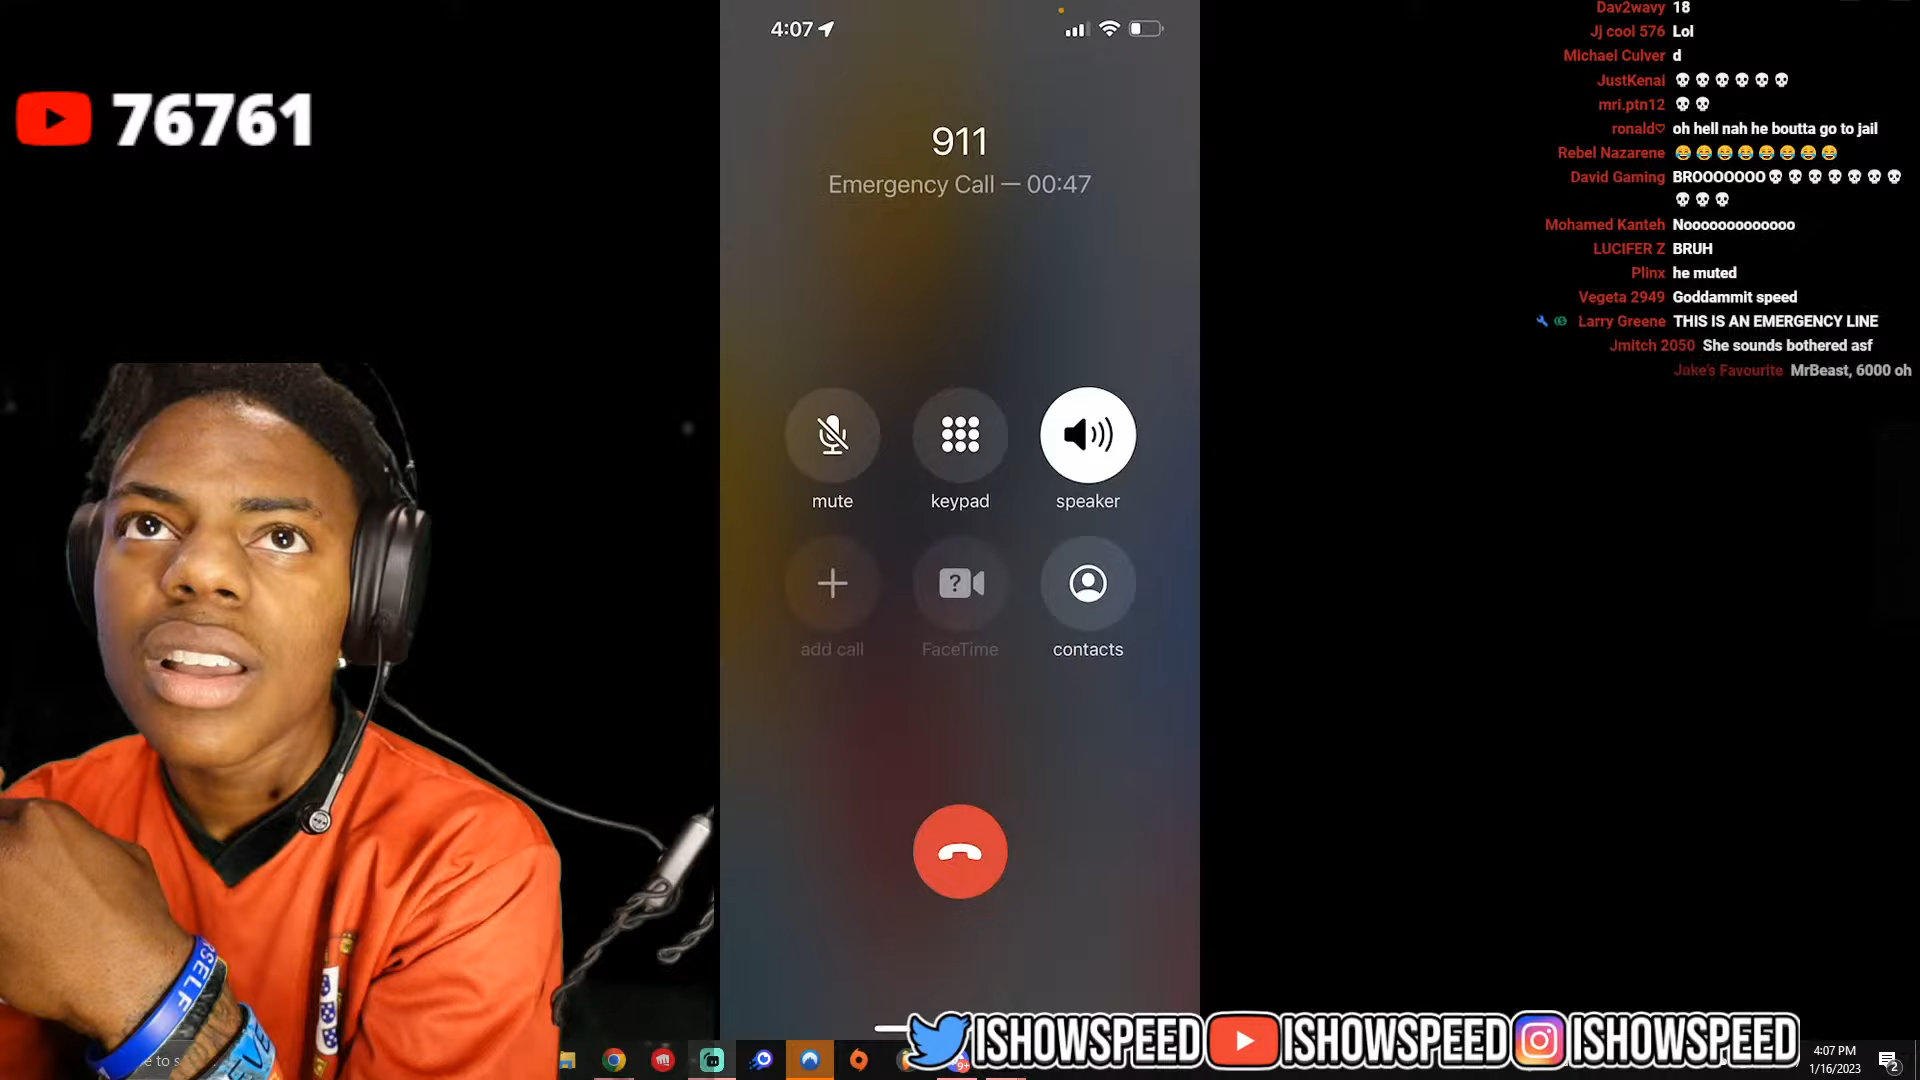 76761
4:07
911
Emergency Call — 00:47
mute
keypad
speaker
add call
FaceTime
contacts
Dav2wavy 18
Jj cool 576 Lol
Michael Culver d
JustKenai 💀💀💀💀💀💀
mri.ptn12 💀💀
ronald♡ oh hell nah he boutta go to jail
Rebel Nazarene 😂😂😂😂😂😂😂😂
David Gaming BROOOOOOO💀💀💀💀💀💀💀
💀💀💀
Mohamed Kanteh Nooooooooooooo
LUCIFER Z BRUH
Plinx he muted
Vegeta 2949 Goddammit speed
Larry Greene THIS IS AN EMERGENCY LINE
Jmitch 2050 She sounds bothered asf
Jake's Favourite MrBeast, 6000 oh
ISHOWSPEED ISHOWSPEED ISHOWSPEED
e to s
9+
4:07 PM
1/16/2023
2